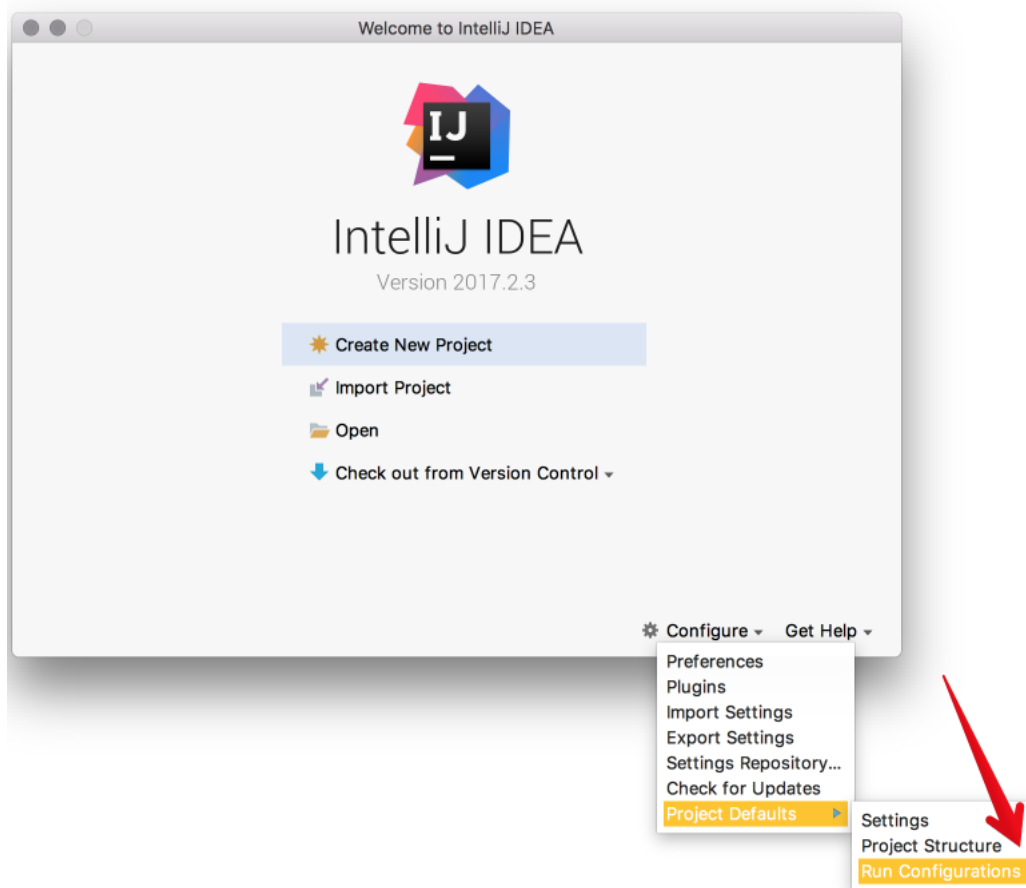 Welcome to IntelliJ IDEA
IJ
IntelliJ IDEA
Version 2017.2.3
Create New Project
Import Project
Open
Check out from Version Control
Configure Get Help
Preferences
Plugins
Import Settings
Export Settings
Settings Repository...
Check for Updates
Project Defaults
Settings
Project Structure
Run Configurations